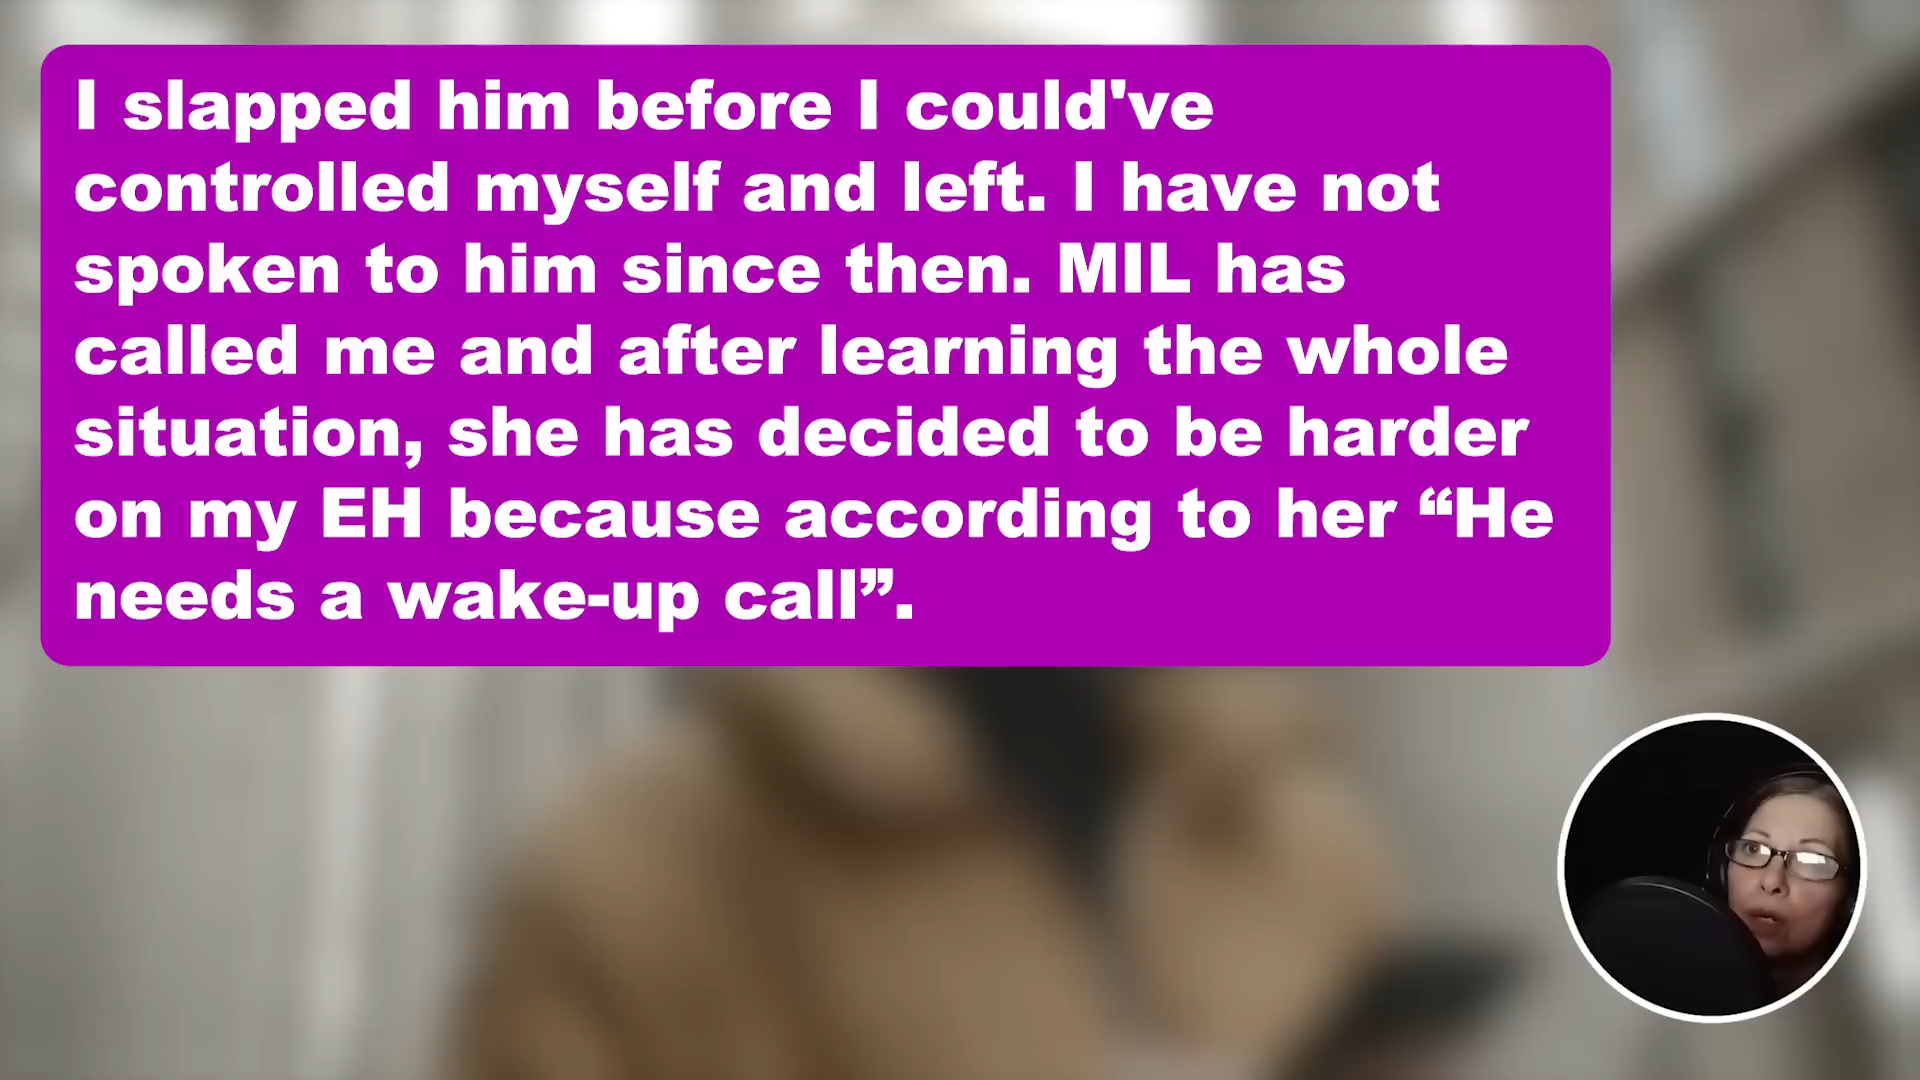 I slapped him before I could've
controlled myself and left. I have not
spoken to him since then. MIL has
called me and after learning the whole
situation, she has decided to be harder
on my EH because according to her “He
needs a wake-up call”.